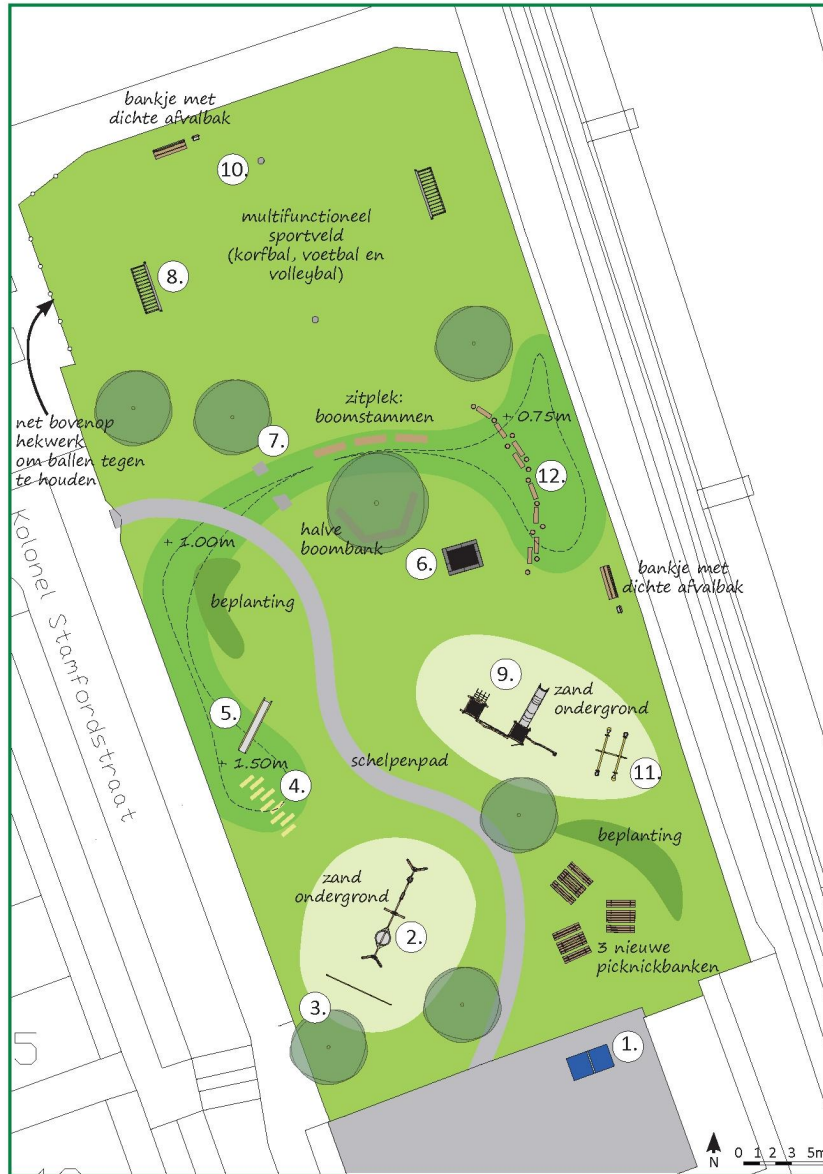 bankje met
dichte afvalbak
10.
multifunctioneel
sportveld
(korfbal, voetbal en
volleybal)
8.
zitplek:
boomstammen
+ 0.75m
net bovenop
hekwerk
om ballen tegen
te houden
7.
12.
+ 1.00m
halve
boombank
6.
bankje met
dichte afvalbak
Kolonel Stamfordstraat
beplanting
9.
zand
ondergrond
5.
schelpenpad
+ 1.50m
11.
4.
beplanting
zand
ondergrond
2.
3 nieuwe
picknickbanken
3.
1.
5
N
0 1 2 3 5m